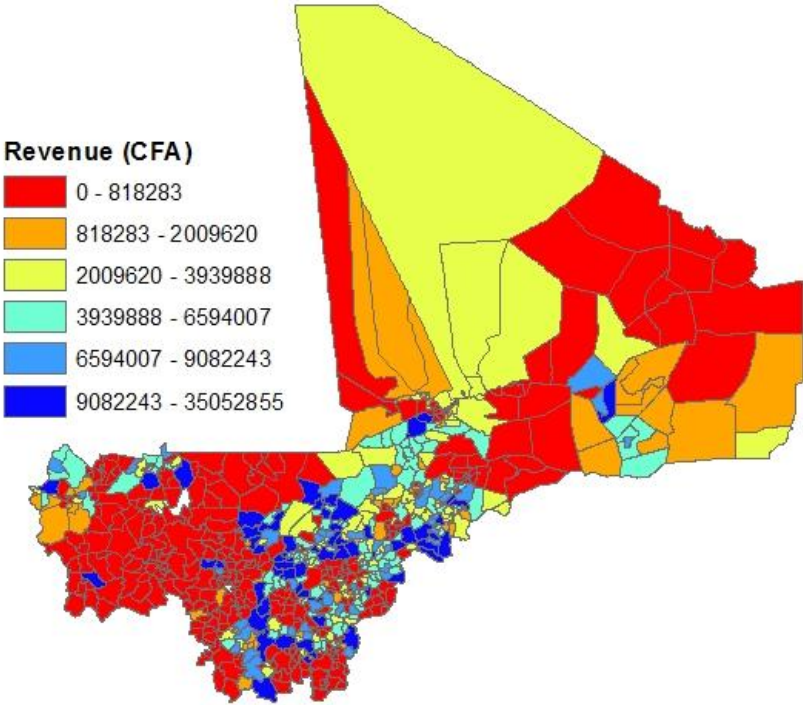 Revenue (CFA)
0 - 818283
818283 - 2009620
2009620 - 3939888
3939888 - 6594007
6594007 - 9082243
9082243 - 35052855